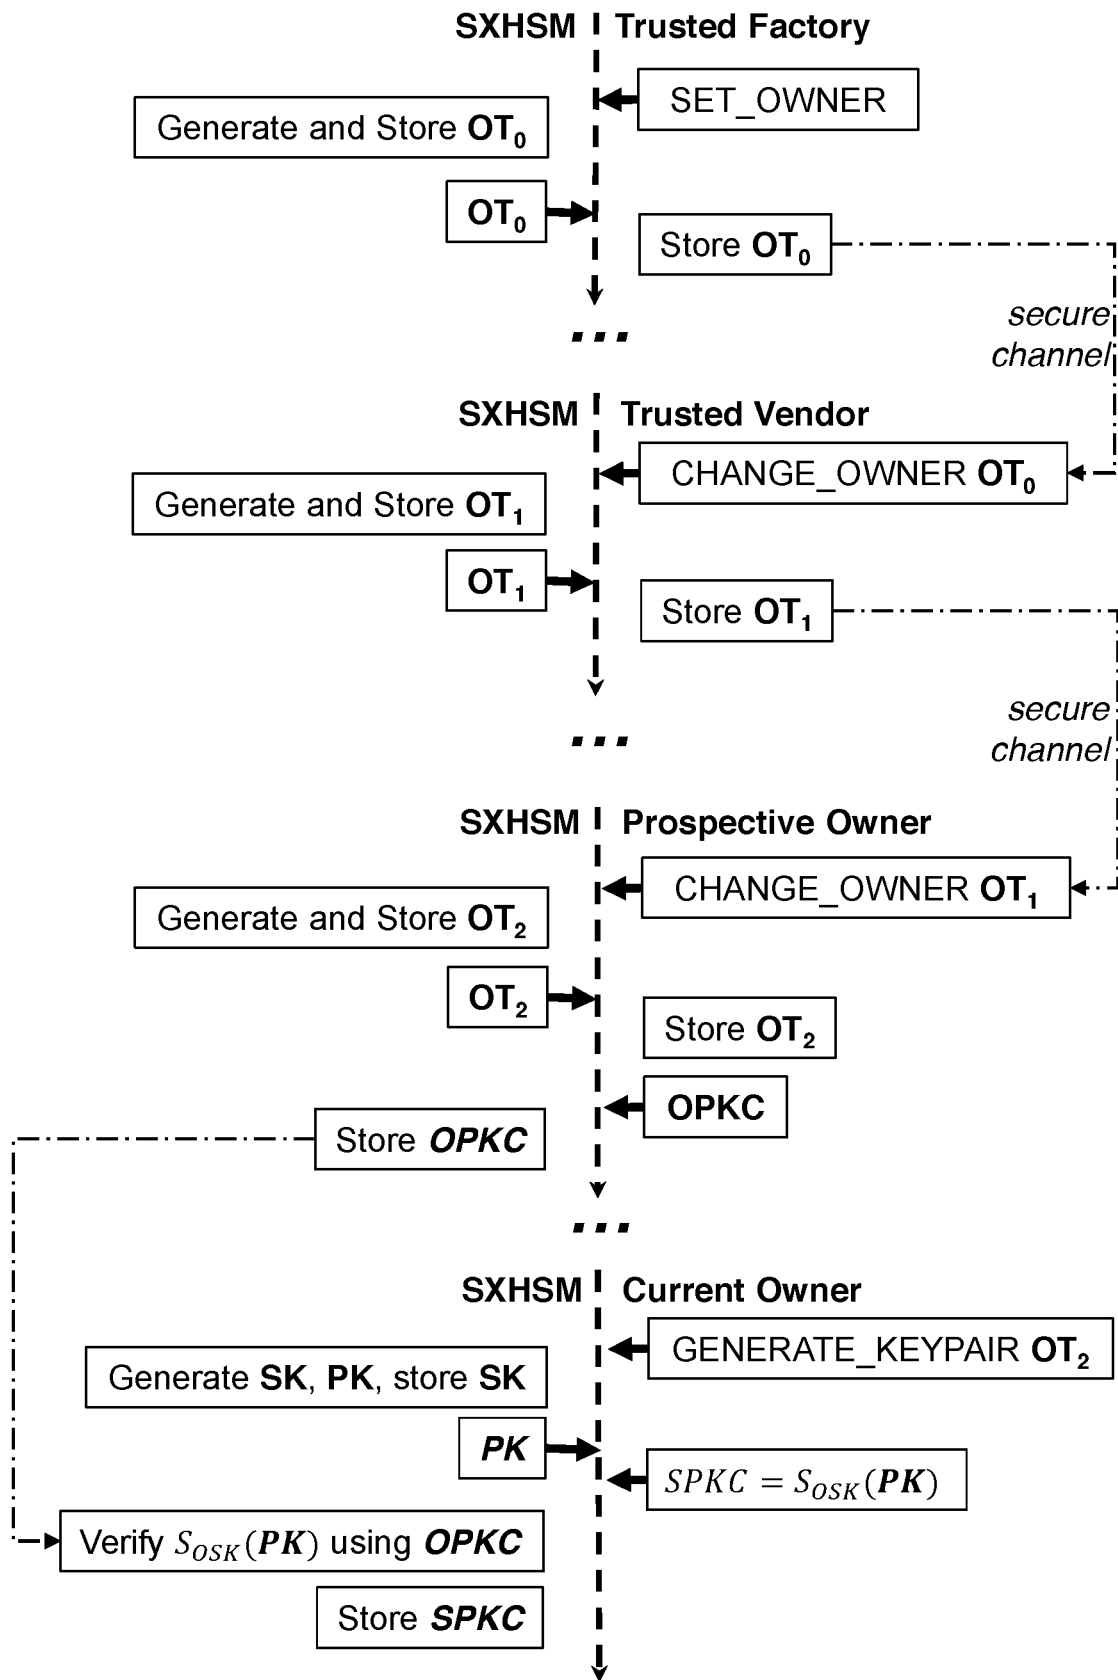 SXHSM Trusted Factory
SET_OWNER
Generate and Store OT₀
OT₀
Store OT₀
secure
channel
...
SXHSM Trusted Vendor
CHANGE_OWNER OT₀
Generate and Store OT₁
OT₁
Store OT₁
secure
channel
...
SXHSM Prospective Owner
CHANGE_OWNER OT₁
Generate and Store OT₂
OT₂
Store OT₂
OPKC
Store OPKC
...
SXHSM Current Owner
GENERATE_KEYPAIR OT₂
Generate SK, PK, store SK
PK
SPKC = S_OSK(PK)
Verify S_OSK(PK) using OPKC
Store SPKC